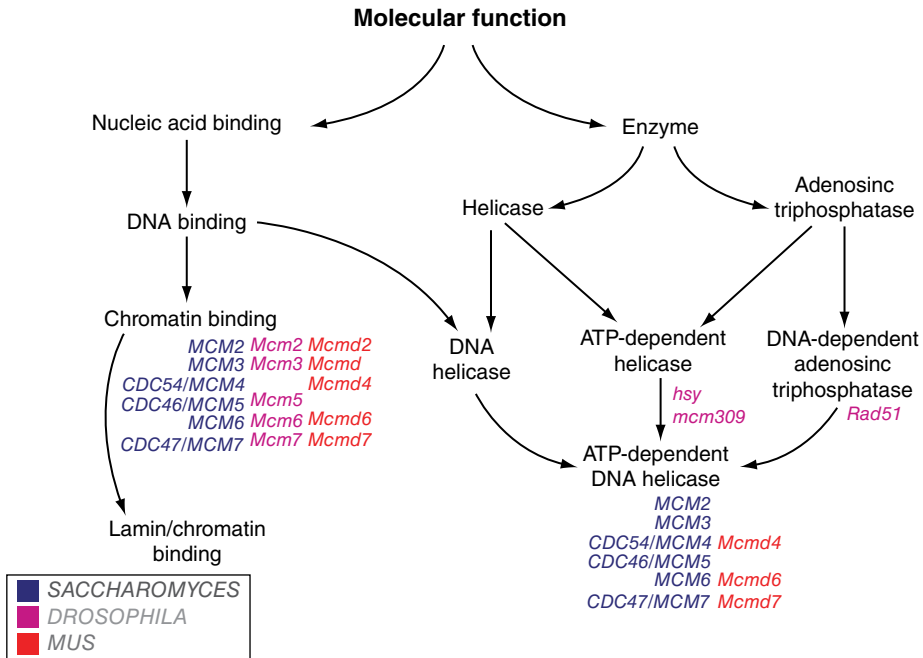 Molecular function
Nucleic acid binding
Enzyme
DNA binding
Helicase
Adenosinc
triphosphatase
Chromatin binding
MCM2 Mcm2 Mcmd2
MCM3 Mcm3 Mcmd
CDC54/MCM4 Mcmd4
CDC46/MCM5 Mcm5
MCM6 Mcm6 Mcmd6
CDC47/MCM7 Mcm7 Mcmd7
DNA
helicase
ATP-dependent
helicase
DNA-dependent
adenosinc
triphosphatase
hsy
mcm309
Rad51
ATP-dependent
DNA helicase
MCM2
MCM3
CDC54/MCM4 Mcmd4
CDC46/MCM5
MCM6 Mcmd6
CDC47/MCM7 Mcmd7
Lamin/chromatin
binding
SACCHAROMYCES
DROSOPHILA
MUS